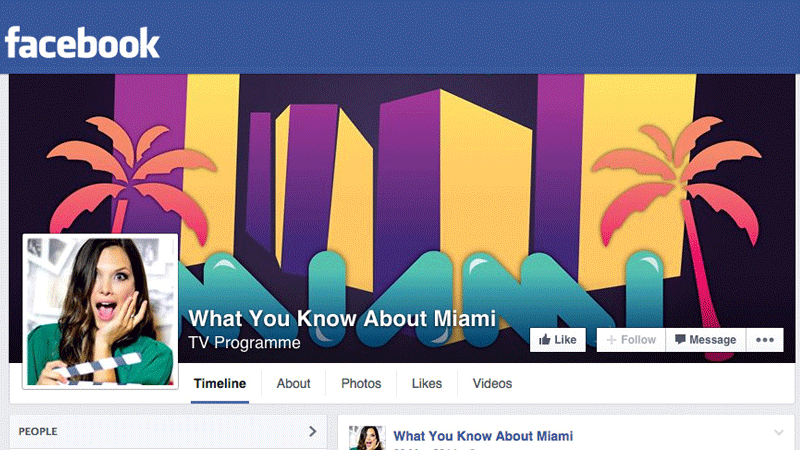 facebook
MIAMI
What You Know About Miami
TV Programme
Like
+ Follow
Message
Timeline
About
Photos
Likes
Videos
PEOPLE
What You Know About Miami